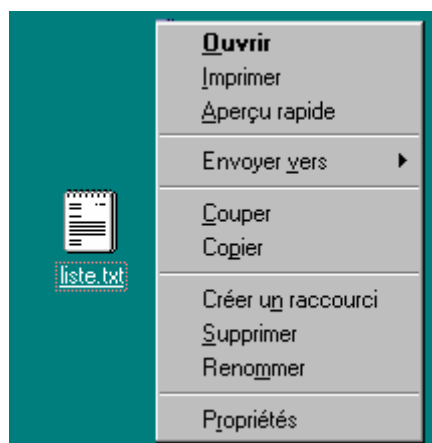 Ouvrir
Imprimer
Aperçu rapide
Envoyer vers
liste.txt
Couper
Copier
Créer un raccourci
Supprimer
Renommer
Propriétés